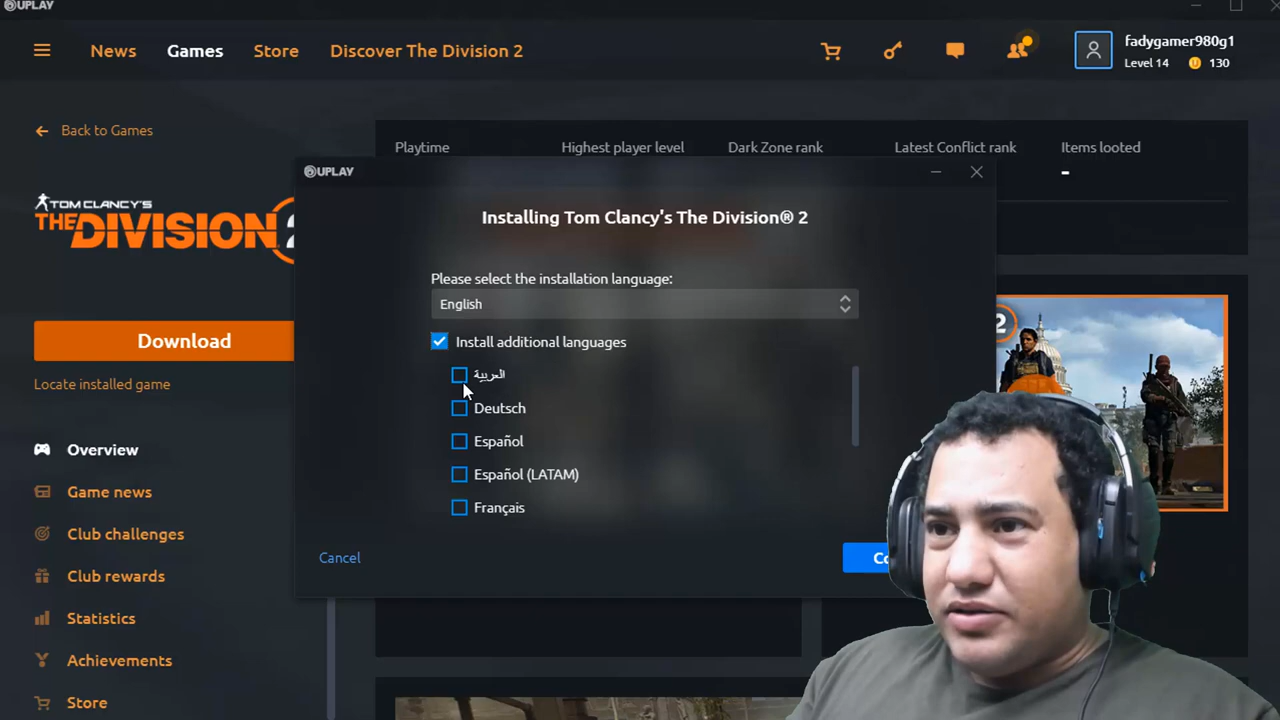 UPLAY
News Games Store Discover The Division 2
fadygamer980g1
Level 14 130
Back to Games
Playtime Highest player level Dark Zone rank Latest Conflict rank Items looted
-
UPLAY
TOM CLANCY'S
THE DIVISION 2
Installing Tom Clancy's The Division® 2
Please select the installation language:
English
Install additional languages
العربية
Deutsch
Español
Español (LATAM)
Français
Cancel
Download
Locate installed game
Overview
Game news
Club challenges
Club rewards
Statistics
Achievements
Store
2